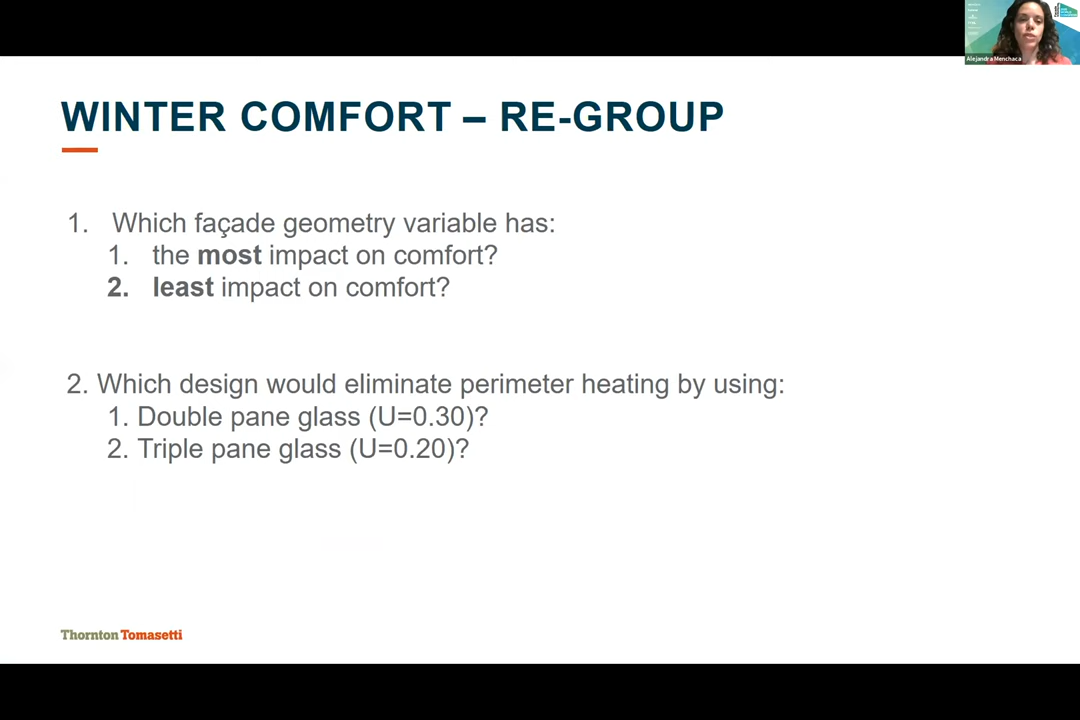 Alejandra Menchaca
WINTER COMFORT – RE-GROUP
1. Which façade geometry variable has:
1. the most impact on comfort?
2. least impact on comfort?
2. Which design would eliminate perimeter heating by using:
1. Double pane glass (U=0.30)?
2. Triple pane glass (U=0.20)?
Thornton Tomasetti